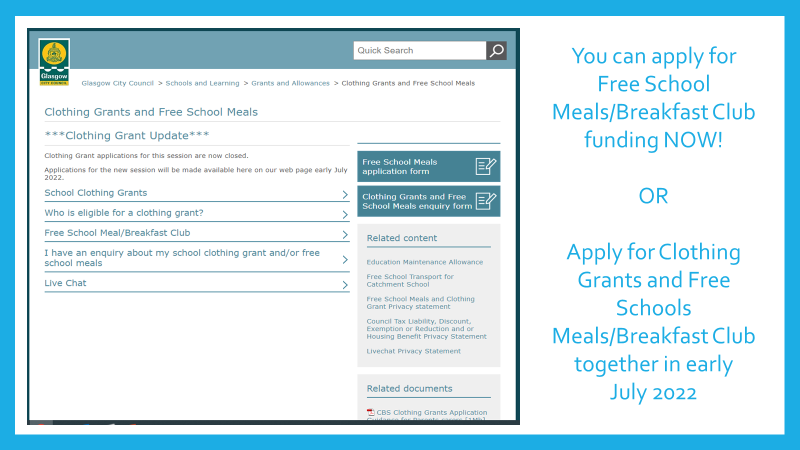 Quick Search
Glasgow
CITY COUNCIL
Glasgow City Council > Schools and Learning > Grants and Allowances > Clothing Grants and Free School Meals
Clothing Grants and Free School Meals
***Clothing Grant Update***
Clothing Grant applications for this session are now closed.
Applications for the new session will be made available here on our web page early July
2022.
School Clothing Grants
Who is eligible for a clothing grant?
Free School Meal/Breakfast Club
I have an enquiry about my school clothing grant and/or free
school meals
Live Chat
Free School Meals
application form
Clothing Grants and Free
School Meals enquiry form
Related content
Education Maintenance Allowance
Free School Transport for
Catchment School
Free School Meals and Clothing
Grant Privacy statement
Council Tax Liability, Discount,
Exemption or Reduction and or
Housing Benefit Privacy Statement
Livechat Privacy Statement
Related documents
CBS Clothing Grants Application
Guidance for Parents carers [1Mb]
You can apply for
Free School
Meals/Breakfast Club
funding NOW!
OR
Apply for Clothing
Grants and Free
Schools
Meals/Breakfast Club
together in early
July 2022